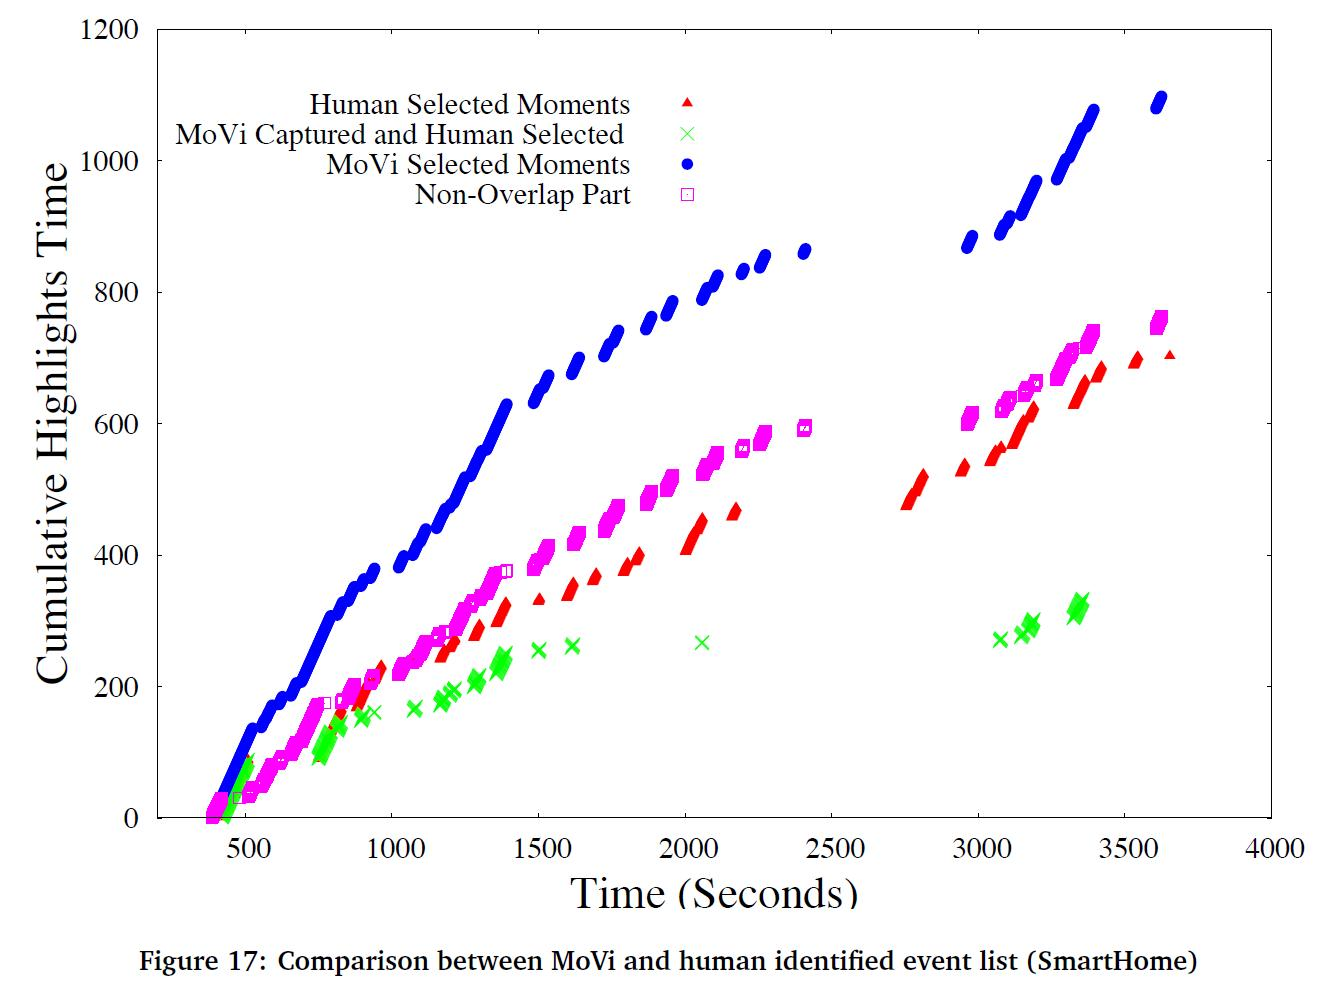 1200
1000
800
600
400
200
0
Cumulative Highlights Time
Human Selected Moments
MoVi Captured and Human Selected
MoVi Selected Moments
Non-Overlap Part
500 1000 1500 2000 2500 3000 3500 4000
Time (Seconds)
Figure 17: Comparison between MoVi and human identified event list (SmartHome)